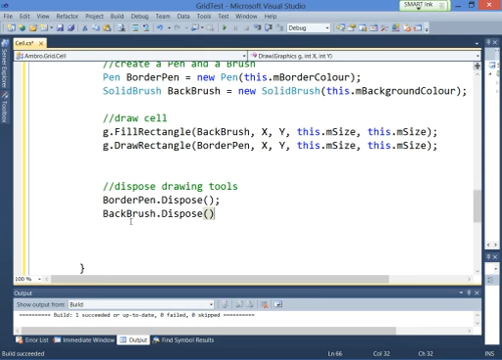 GridTest - Microsoft Visual Studio
SMART Ink
File Edit View Refactor Project Build Debug Team Data Tools Test Window Help
Debug
Cell.cs*
Ambro.Grid.Cell
Draw(Graphics g, int X, int Y)
Server Explorer
Toolbox
//create a Pen and a Brush
Pen BorderPen = new Pen(this.mBorderColour);
SolidBrush BackBrush = new SolidBrush(this.mBackgroundColour);
//draw cell
g.FillRectangle(BackBrush, X, Y, this.mSize, this.mSize);
g.DrawRectangle(BorderPen, X, Y, this.mSize, this.mSize);
//dispose drawing tools
BorderPen.Dispose();
BackBrush.Dispose()
}
100 %
Output
Show output from: Build
========== Build: 1 succeeded or up-to-date, 0 failed, 0 skipped ==========
Error List Immediate Window Output Find Symbol Results
Build succeeded
Ln 66 Col 32 Ch 32 INS